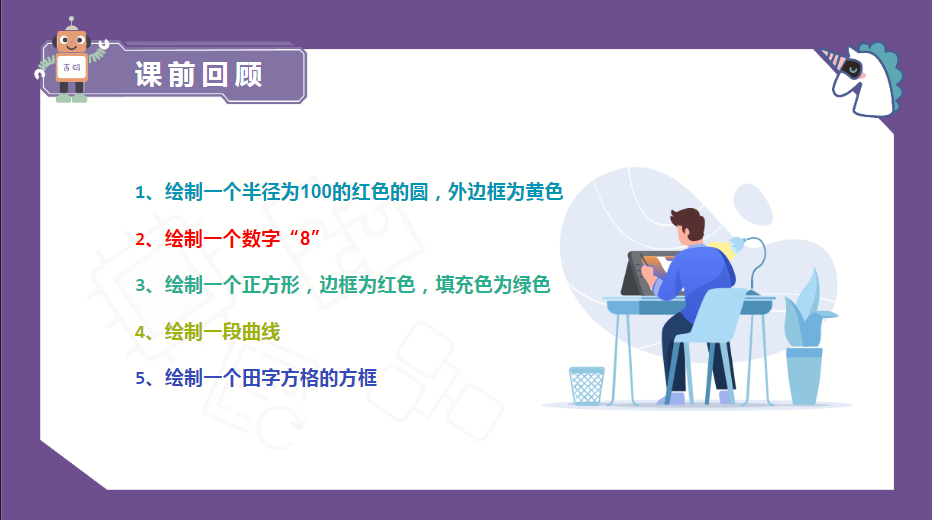 课前回顾
1、绘制一个半径为100的红色的圆，外边框为黄色
2、绘制一个数字“8”
3、绘制一个正方形，边框为红色，填充色为绿色
4、绘制一段曲线
5、绘制一个田字方格的方框